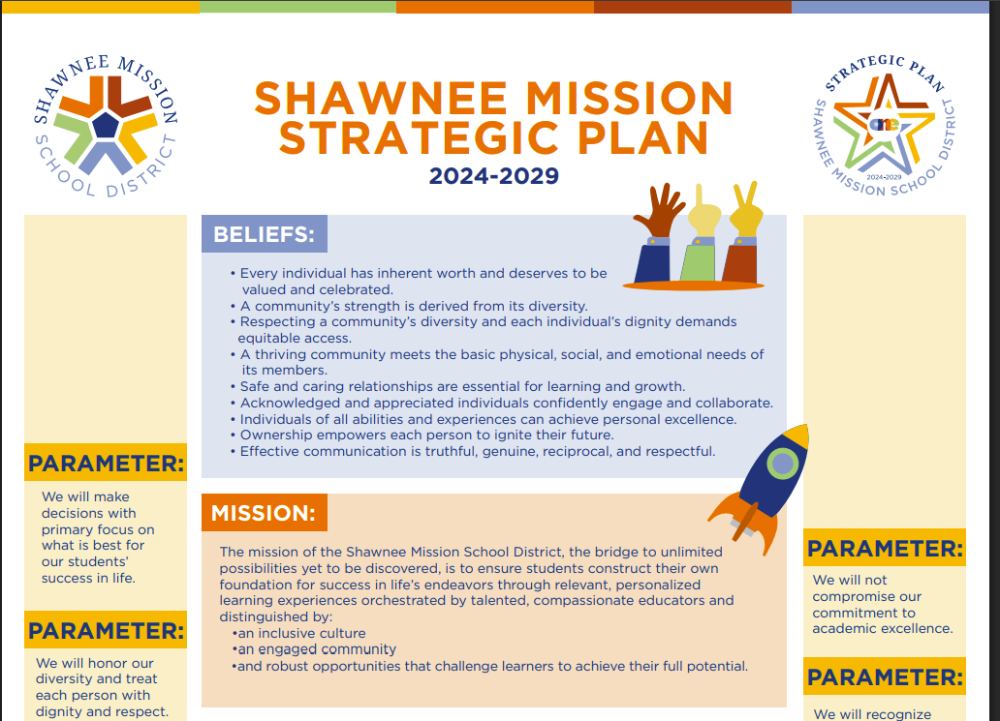 SHAWNEE MISSION
SCHOOL DISTRICT
SHAWNEE MISSION
STRATEGIC PLAN
2024-2029
STRATEGIC PLAN
one
2024-2029
SHAWNEE MISSION SCHOOL DISTRICT
BELIEFS:
• Every individual has inherent worth and deserves to be
valued and celebrated.
• A community’s strength is derived from its diversity.
• Respecting a community’s diversity and each individual’s dignity demands
equitable access.
• A thriving community meets the basic physical, social, and emotional needs of
its members.
• Safe and caring relationships are essential for learning and growth.
• Acknowledged and appreciated individuals confidently engage and collaborate.
• Individuals of all abilities and experiences can achieve personal excellence.
• Ownership empowers each person to ignite their future.
• Effective communication is truthful, genuine, reciprocal, and respectful.
MISSION:
The mission of the Shawnee Mission School District, the bridge to unlimited
possibilities yet to be discovered, is to ensure students construct their own
foundation for success in life’s endeavors through relevant, personalized
learning experiences orchestrated by talented, compassionate educators and
distinguished by:
•an inclusive culture
•an engaged community
•and robust opportunities that challenge learners to achieve their full potential.
PARAMETER:
We will make
decisions with
primary focus on
what is best for
our students’
success in life.
PARAMETER:
We will honor our
diversity and treat
each person with
dignity and respect.
PARAMETER:
We will not
compromise our
commitment to
academic excellence.
PARAMETER:
We will recognize